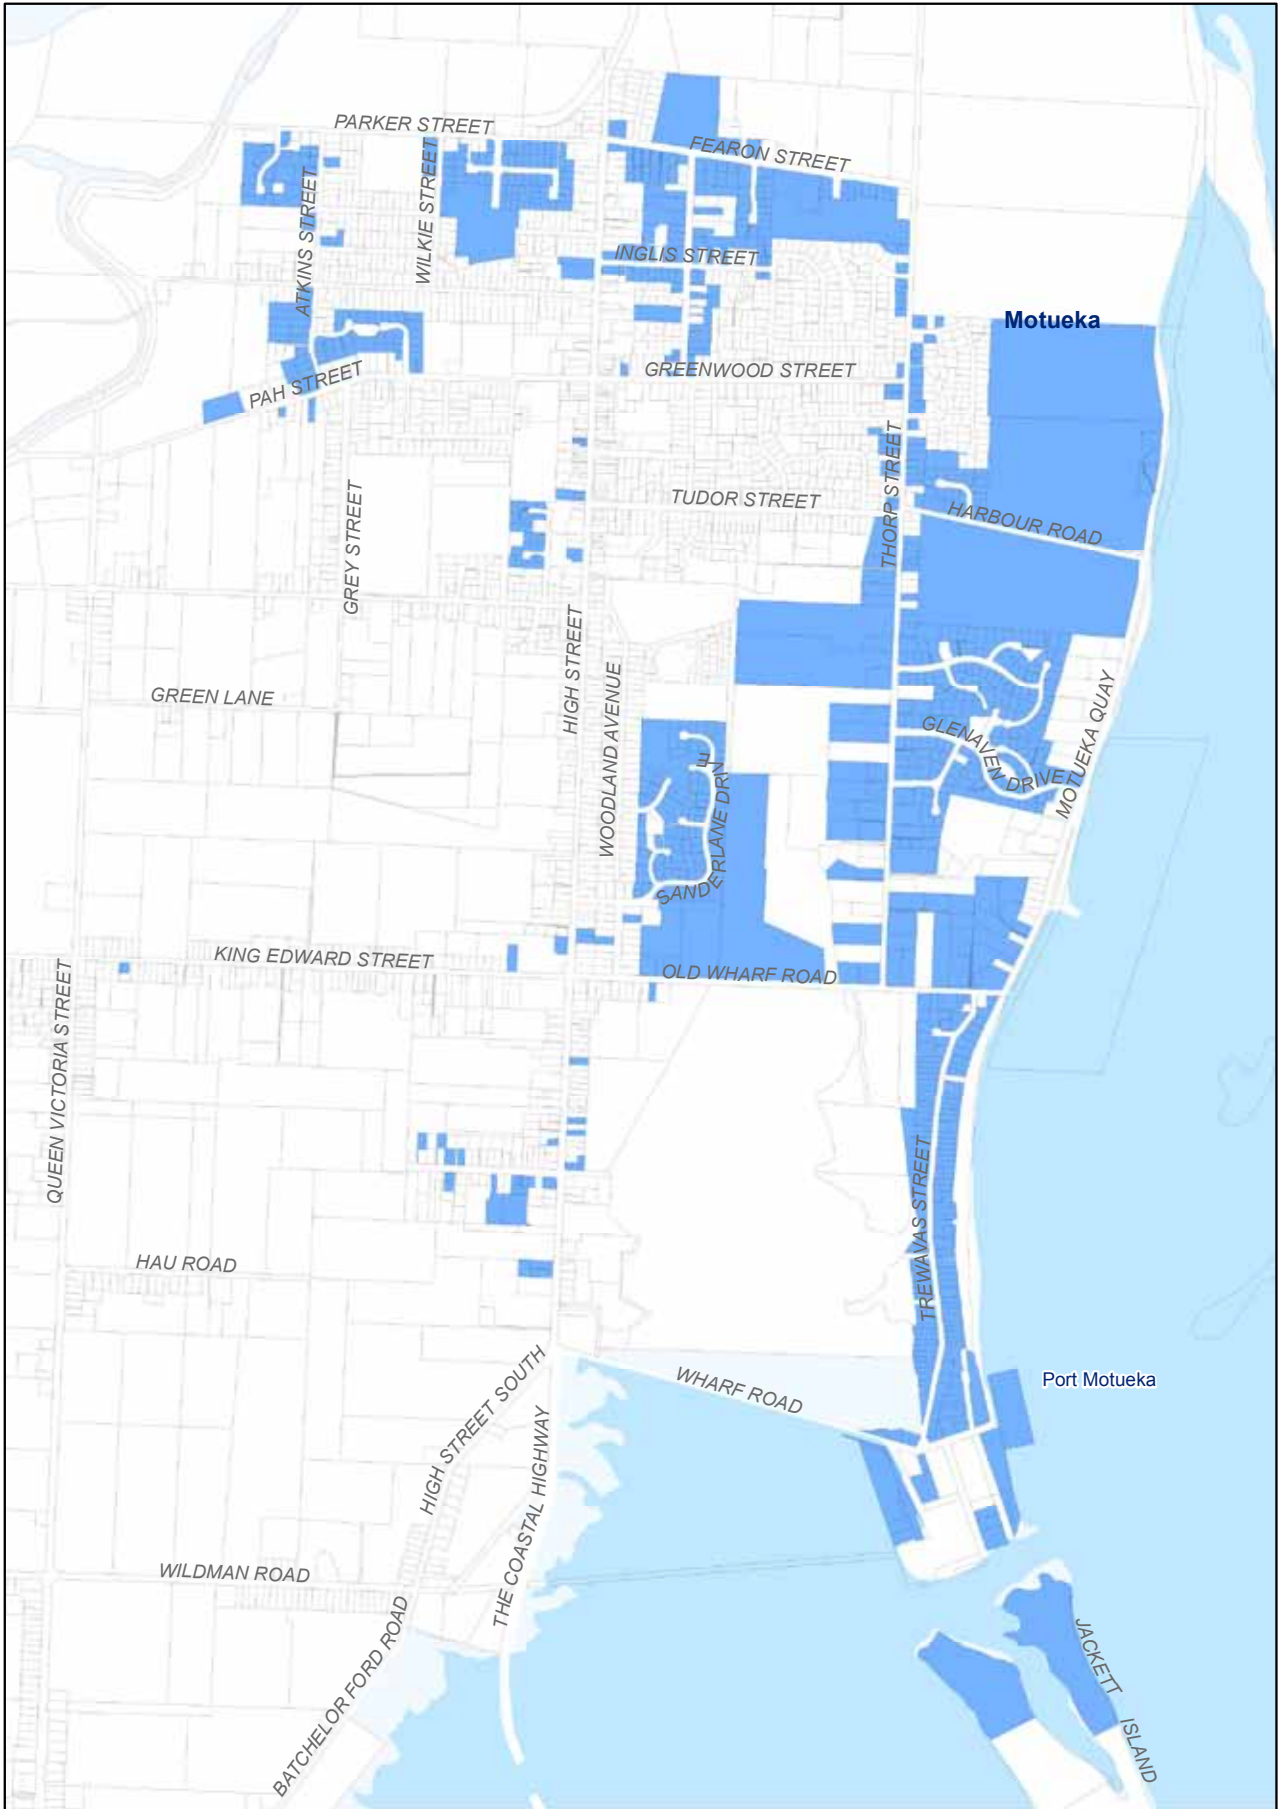 PARKER STREET
FEARON STREET
ATKINS STREET
WILKIE STREET
INGLIS STREET
Motueka
GREENWOOD STREET
PAH STREET
THORP STREET
TUDOR STREET
GREY STREET
HARBOUR ROAD
HIGH STREET
WOODLAND AVENUE
GREEN LANE
GLENAVEN DRIVE
MOTUEKA QUAY
SANDERLANE DRIVE
KING EDWARD STREET
OLD WHARF ROAD
QUEEN VICTORIA STREET
TREWAVAS STREET
HAU ROAD
HIGH STREET SOUTH
WHARF ROAD
Port Motueka
THE COASTAL HIGHWAY
WILDMAN ROAD
BATCHELOR FORD ROAD
JACKETT ISLAND